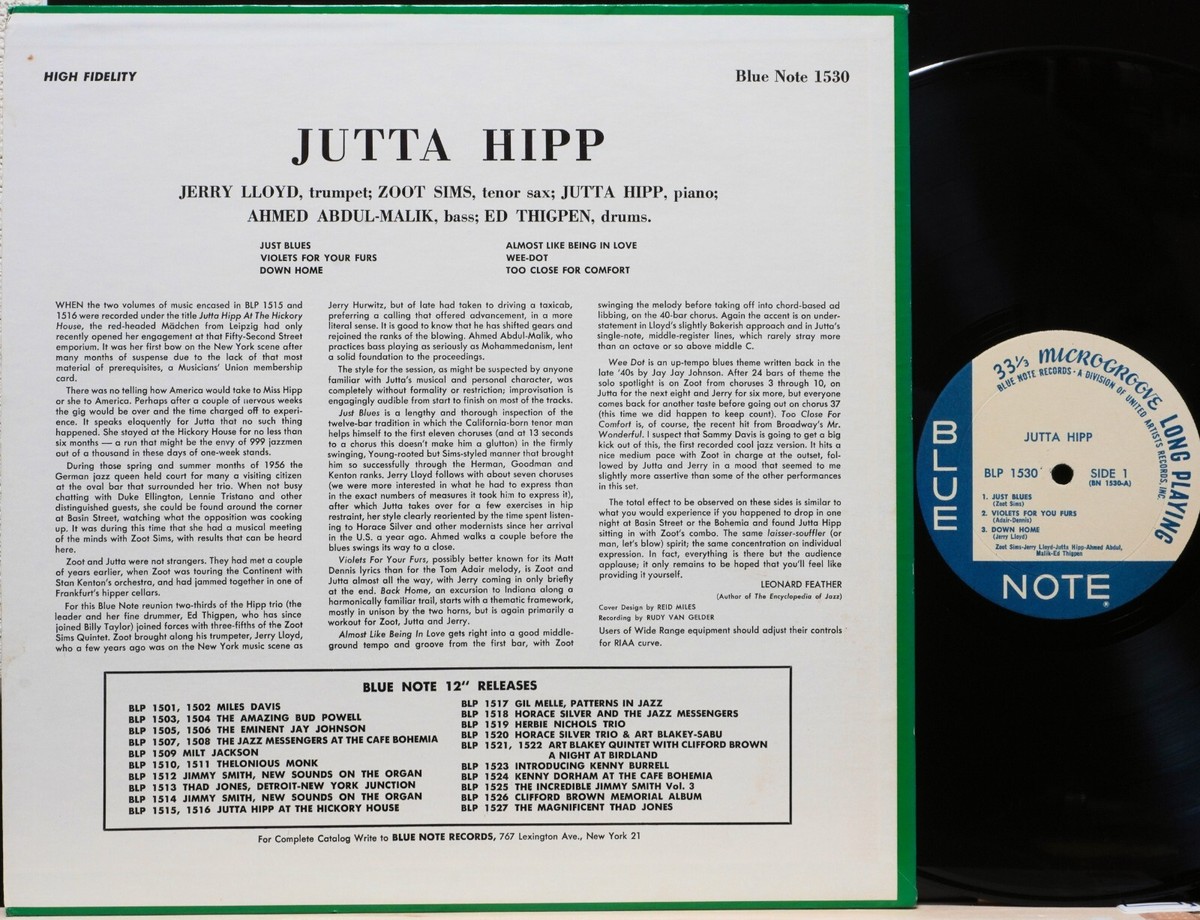 HIGH FIDELITY
Blue Note 1530
JUTTA HIPP
JERRY LLOYD, trumpet; ZOOT SIMS, tenor sax; JUTTA HIPP, piano;
AHMED ABDUL-MALIK, bass; ED THIGPEN, drums.
JUST BLUES
VIOLETS FOR YOUR FURS
DOWN HOME
ALMOST LIKE BEING IN LOVE
WEE-DOT
TOO CLOSE FOR COMFORT
WHEN the two volumes of music encased in BLP 1515 and
1516 were recorded under the title Jutta Hipp At The Hickory
House, the red-headed Mädchen from Leipzig had only
recently opened her engagement at that Fifty-Second Street
emporium. It was her first bow on the New York scene after
many months of suspense due to the lack of that most
material of prerequisites, a Musicians' Union membership
card.
There was no telling how America would take to Miss Hipp
or she to America. Perhaps after a couple of nervous weeks
the gig would be over and the time charged off to experi-
ence. It speaks eloquently for Jutta that no such thing
happened. She stayed at the Hickory House for no less than
six months — a run that might be the envy of 999 jazzmen
out of a thousand in these days of one-week stands.
During those spring and summer months of 1956 the
German jazz queen held court for many a visiting citizen
at the oval bar that surrounded her trio. When not busy
chatting with Duke Ellington, Lennie Tristano and other
distinguished guests, she could be found around the corner
at Basin Street, watching what the opposition was cooking
up. It was during this time that she had a musical meeting
of the minds with Zoot Sims, with results that can be heard
here.
Zoot and Jutta were not strangers. They had met a couple
of years earlier, when Zoot was touring the Continent with
Stan Kenton's orchestra, and had jammed together in one of
Frankfurt's hipper cellars.
For this Blue Note reunion two-thirds of the Hipp trio (the
leader and her fine drummer, Ed Thigpen, who has since
joined Billy Taylor) joined forces with three-fifths of the Zoot
Sims Quintet. Zoot brought along his trumpeter, Jerry Lloyd,
who a few years ago was on the New York music scene as
Jerry Hurwitz, but of late had taken to driving a taxicab,
preferring a calling that offered advancement, in a more
literal sense. It is good to know that he has shifted gears and
rejoined the ranks of the blowing. Ahmed Abdul-Malik, who
practices bass playing as seriously as Mohammedanism, lent
a solid foundation to the proceedings.
The style for the session, as might be suspected by anyone
familiar with Jutta's musical and personal character, was
completely without formality or restriction; improvisation is
engagingly audible from start to finish on most of the tracks.
Just Blues is a lengthy and thorough inspection of the
twelve-bar tradition in which the California-born tenor man
helps himself to the first eleven choruses (and at 13 seconds
to a chorus this doesn't make him a glutton) in the firmly
swinging, Young-rooted but Sims-styled manner that brought
him so successfully through the Herman, Goodman and
Kenton ranks. Jerry Lloyd follows with about seven choruses
(we were more interested in what he had to express than
in the exact numbers of measures it took him to express it),
after which Jutta takes over for a few exercises in hip
restraint, her style clearly reoriented by the time spent listen-
ing to Horace Silver and other modernists since her arrival
in the U.S. a year ago. Ahmed walks a couple before the
blues swings its way to a close.
Violets For Your Furs, possibly better known for its Matt
Dennis lyrics than for the Tom Adair melody, is Zoot and
Jutta almost all the way, with Jerry coming in only briefly
at the end. Back Home, an excursion to Indiana along a
harmonically familiar trail, starts with a thematic framework,
mostly in unison by the two horns, but is again primarily a
workout for Zoot, Jutta and Jerry.
Almost Like Being In Love gets right into a good middle-
ground tempo and groove from the first bar, with Zoot
swinging the melody before taking off into chord-based ad
libbing, on the 40-bar chorus. Again the accent is on under-
statement in Lloyd's slightly Bakerish approach and in Jutta's
single-note, middle-register lines, which rarely stray more
than an octave or so above middle C.
Wee Dot is an up-tempo blues theme written back in the
late '40s by Jay Jay Johnson. After 24 bars of theme the
solo spotlight is on Zoot from choruses 3 through 10, on
Jutta for the next eight and Jerry for six more, but everyone
comes back for another taste before going out on chorus 37
(this time we did happen to keep count). Too Close For
Comfort is, of course, the recent hit from Broadway's Mr.
Wonderful. I suspect that Sammy Davis is going to get a big
kick out of this, the first recorded cool jazz version. It hits a
nice medium pace with Zoot in charge at the outset, fol-
lowed by Jutta and Jerry in a mood that seemed to me
slightly more assertive than some of the other performances
in this set.
The total effect to be observed on these sides is similar to
what you would experience if you happened to drop in one
night at Basin Street or the Bohemia and found Jutta Hipp
sitting in with Zoot's combo. The same laisser-souffler (or
man, let's blow) spirit; the same concentration on individual
expression. In fact, everything is there but the audience
applause; it only remains to be hoped that you'll feel like
providing it yourself.
LEONARD FEATHER
(Author of The Encyclopedia of Jazz)
Cover Design by REID MILES
Recording by RUDY VAN GELDER
Users of Wide Range equipment should adjust their controls
for RIAA curve.
BLUE NOTE 12" RELEASES
BLP 1501, 1502 MILES DAVIS
BLP 1503, 1504 THE AMAZING BUD POWELL
BLP 1505, 1506 THE EMINENT JAY JOHNSON
BLP 1507, 1508 THE JAZZ MESSENGERS AT THE CAFE BOHEMIA
BLP 1509 MILT JACKSON
BLP 1510, 1511 THELONIOUS MONK
BLP 1512 JIMMY SMITH, NEW SOUNDS ON THE ORGAN
BLP 1513 THAD JONES, DETROIT-NEW YORK JUNCTION
BLP 1514 JIMMY SMITH, NEW SOUNDS ON THE ORGAN
BLP 1515, 1516 JUTTA HIPP AT THE HICKORY HOUSE
BLP 1517 GIL MELLE, PATTERNS IN JAZZ
BLP 1518 HORACE SILVER AND THE JAZZ MESSENGERS
BLP 1519 HERBIE NICHOLS TRIO
BLP 1520 HORACE SILVER TRIO & ART BLAKEY-SABU
BLP 1521, 1522 ART BLAKEY QUINTET WITH CLIFFORD BROWN
A NIGHT AT BIRDLAND
BLP 1523 INTRODUCING KENNY BURRELL
BLP 1524 KENNY DORHAM AT THE CAFE BOHEMIA
BLP 1525 THE INCREDIBLE JIMMY SMITH Vol. 3
BLP 1526 CLIFFORD BROWN MEMORIAL ALBUM
BLP 1527 THE MAGNIFICENT THAD JONES
For Complete Catalog Write to BLUE NOTE RECORDS, 767 Lexington Ave., New York 21
33⅓ MICROGROOVE LONG PLAYING
BLUE NOTE RECORDS · A DIVISION OF UNITED ARTISTS RECORDS, INC.
BLUE
JUTTA HIPP
BLP 1530
SIDE 1
(BN 1530-A)
1. JUST BLUES
(Zoot Sims)
2. VIOLETS FOR YOUR FURS
(Adair-Dennis)
3. DOWN HOME
(Jerry Lloyd)
Zoot Sims-Jerry Lloyd-Jutta Hipp-Ahmed Abdul,
Malik-Ed Thigpen
NOTE
®